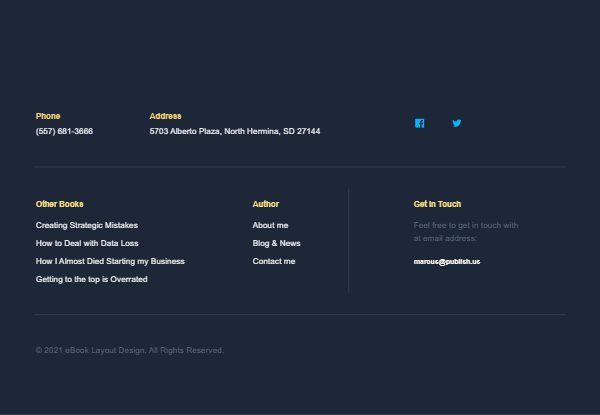 Phone
(557) 681-3666
Address
5703 Alberto Plaza, North Hermina, SD 27144
Other Books
Creating Strategic Mistakes
How to Deal with Data Loss
How I Almost Died Starting my Business
Getting to the top is Overrated
Author
About me
Blog & News
Contact me
Get in Touch
Feel free to get in touch with
at email address:
marcus@publish.us
© 2021 eBook Layout Design. All Rights Reserved.